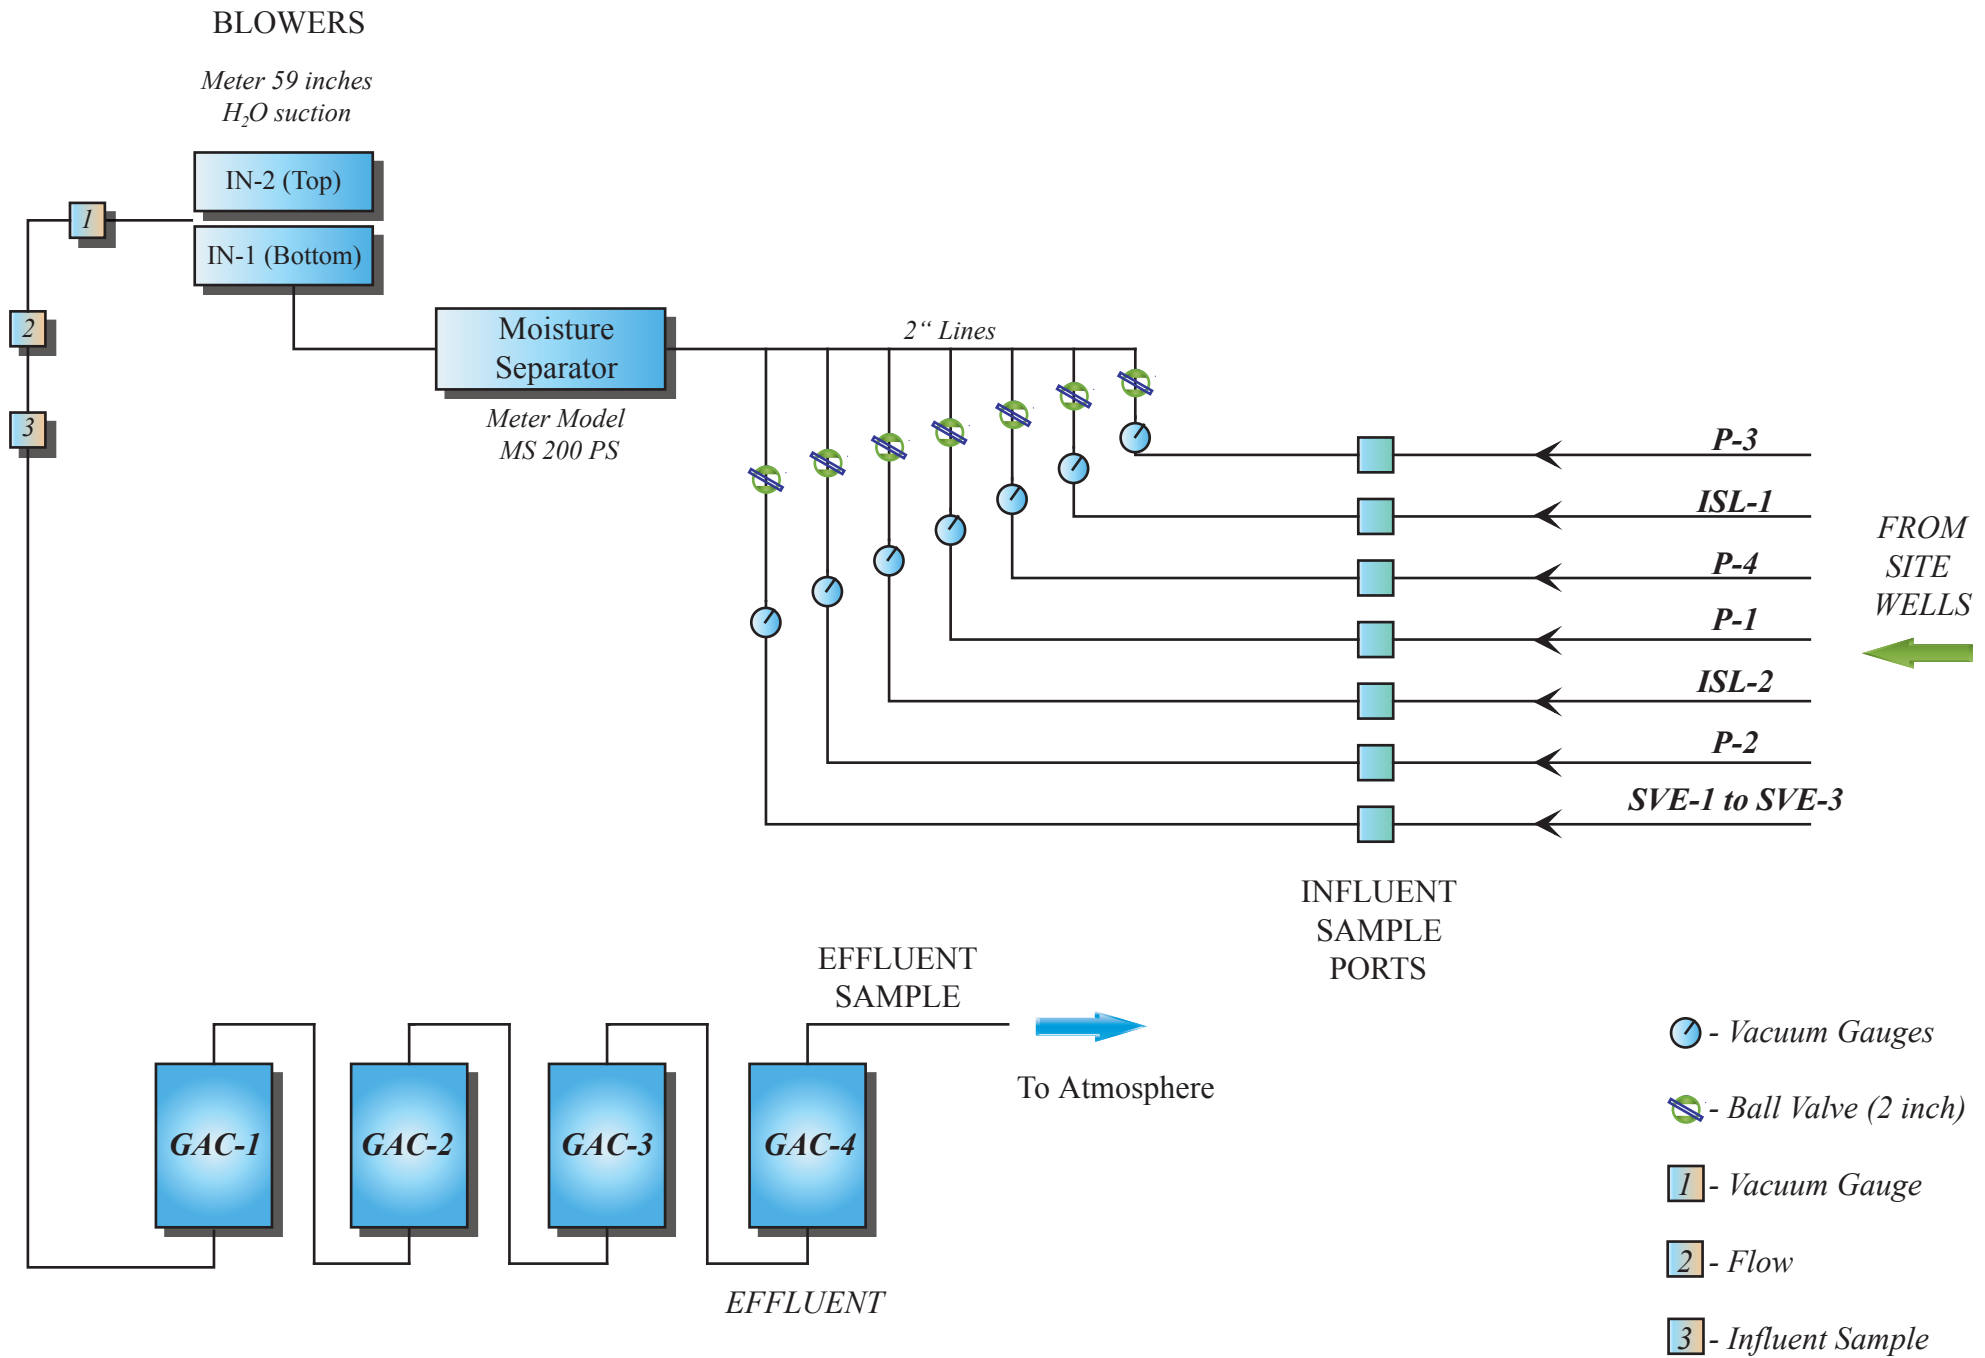 BLOWERS
Meter 59 inches
H₂O suction
IN-2 (Top)
1
IN-1 (Bottom)
2
3
Moisture
Separator
Meter Model
MS 200 PS
2“ Lines
P-3
ISL-1
P-4
P-1
ISL-2
P-2
SVE-1 to SVE-3
FROM
SITE
WELLS
INFLUENT
SAMPLE
PORTS
EFFLUENT
SAMPLE
To Atmosphere
GAC-1
GAC-2
GAC-3
GAC-4
EFFLUENT
- Vacuum Gauges
- Ball Valve (2 inch)
1 - Vacuum Gauge
2 - Flow
3 - Influent Sample